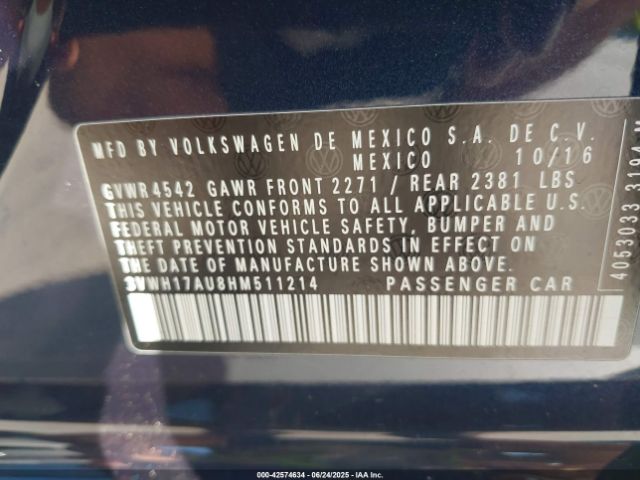 MFD BY VOLKSWAGEN DE MEXICO S.A. DE C.V.
MEXICO 10/16
GVWR 4542 GAWR FRONT 2271 / REAR 2381 LBS
THIS VEHICLE CONFORMS TO ALL APPLICABLE U.S.
FEDERAL MOTOR VEHICLE SAFETY, BUMPER AND
THEFT PREVENTION STANDARDS IN EFFECT ON
THE DATE OF MANUFACTURE SHOWN ABOVE.
3VWH17AU8HM511214 PASSENGER CAR
4053033
000-42574634 - 06/24/2025 - IAA Inc.